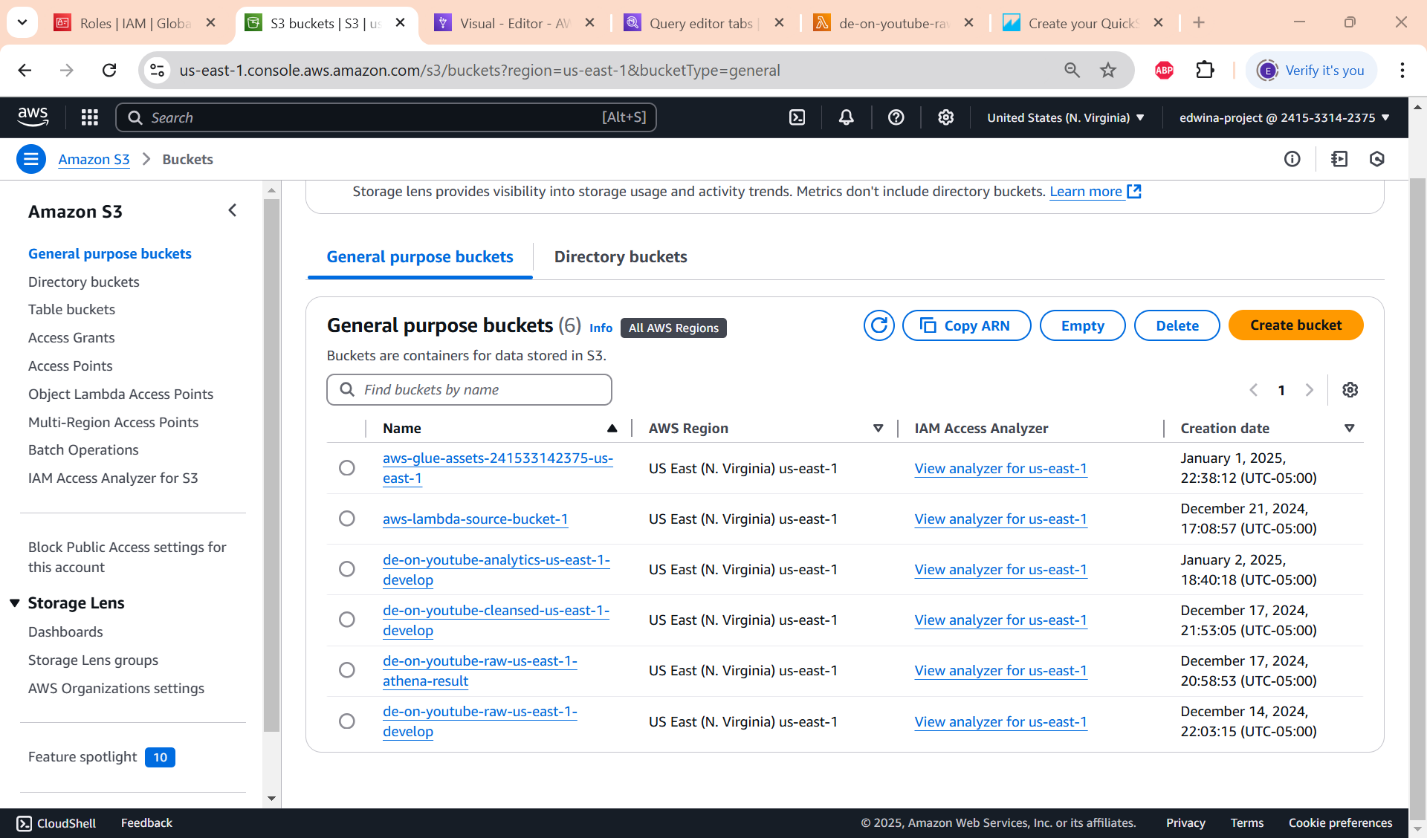 Roles | IAM | Globa
S3 buckets | S3 | us
Visual - Editor - AW
Query editor tabs |
de-on-youtube-rav
Create your QuickS
us-east-1.console.aws.amazon.com/s3/buckets?region=us-east-1&bucketType=general
ABP
E
Verify it's you
aws
Search
[Alt+S]
United States (N. Virginia)
edwina-project @ 2415-3314-2375
Amazon S3
Buckets
Amazon S3
General purpose buckets
Directory buckets
Table buckets
Access Grants
Access Points
Object Lambda Access Points
Multi-Region Access Points
Batch Operations
IAM Access Analyzer for S3
Block Public Access settings for
this account
Storage Lens
Dashboards
Storage Lens groups
AWS Organizations settings
Feature spotlight 10
Storage lens provides visibility into storage usage and activity trends. Metrics don't include directory buckets. Learn more
General purpose buckets
Directory buckets
General purpose buckets (6) Info All AWS Regions
Copy ARN
Empty
Delete
Create bucket
Buckets are containers for data stored in S3.
Find buckets by name
1
Name
AWS Region
IAM Access Analyzer
Creation date
aws-glue-assets-241533142375-us-
east-1
US East (N. Virginia) us-east-1
View analyzer for us-east-1
January 1, 2025,
22:38:12 (UTC-05:00)
aws-lambda-source-bucket-1
US East (N. Virginia) us-east-1
View analyzer for us-east-1
December 21, 2024,
17:08:57 (UTC-05:00)
de-on-youtube-analytics-us-east-1-
develop
US East (N. Virginia) us-east-1
View analyzer for us-east-1
January 2, 2025,
18:40:18 (UTC-05:00)
de-on-youtube-cleansed-us-east-1-
develop
US East (N. Virginia) us-east-1
View analyzer for us-east-1
December 17, 2024,
21:53:05 (UTC-05:00)
de-on-youtube-raw-us-east-1-
athena-result
US East (N. Virginia) us-east-1
View analyzer for us-east-1
December 17, 2024,
20:58:53 (UTC-05:00)
de-on-youtube-raw-us-east-1-
develop
US East (N. Virginia) us-east-1
View analyzer for us-east-1
December 14, 2024,
22:03:15 (UTC-05:00)
CloudShell
Feedback
© 2025, Amazon Web Services, Inc. or its affiliates.
Privacy
Terms
Cookie preferences